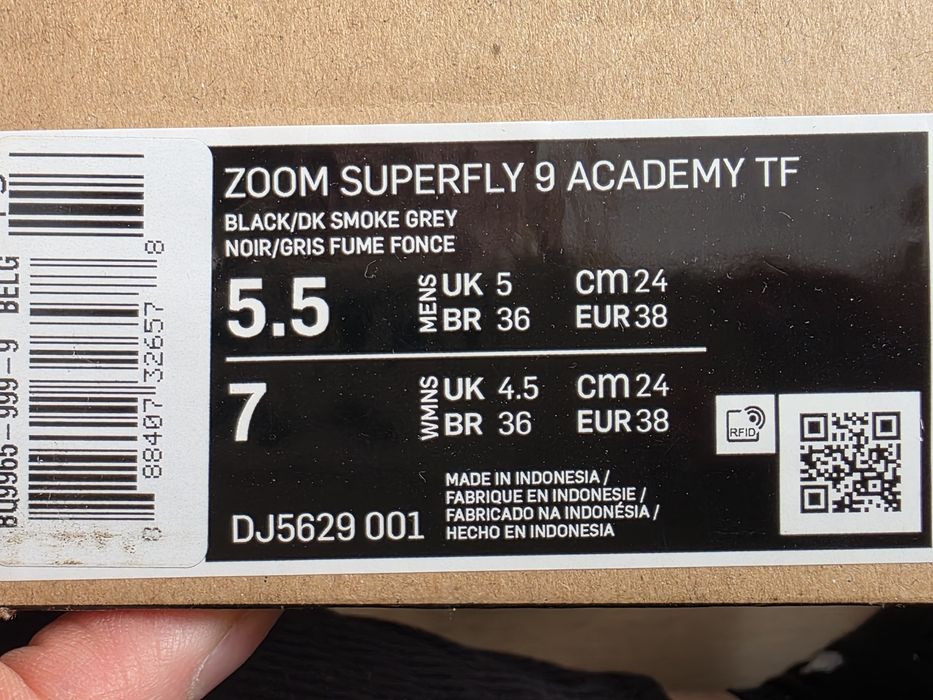 ZOOM SUPERFLY 9 ACADEMY TF
BLACK/DK SMOKE GREY
NOIR/GRIS FUME FONCE
5.5 MENS UK 5 CM 24
BR 36 EUR 38
7 WMNS UK 4.5 CM 24
BR 36 EUR 38
RFID
DJ5629 001
MADE IN INDONESIA /
FABRIQUE EN INDONESIE /
FABRICADO NA INDONÉSIA /
HECHO EN INDONESIA
0 88407 32657 8
BQ9965-999-9 BELG